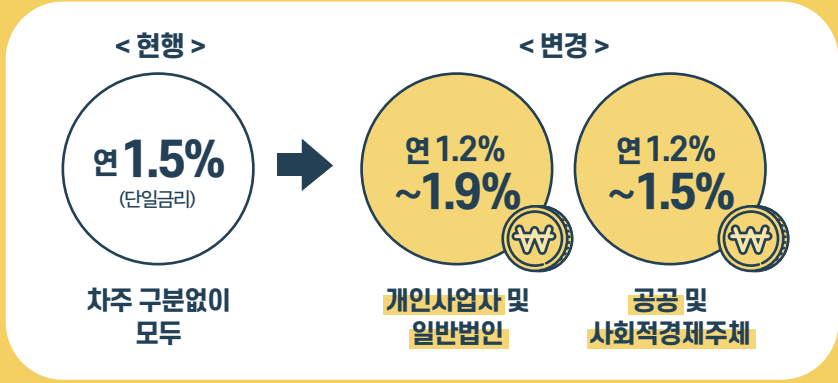 < 현행 >
< 변경 >
연 1.5%
(단일금리)
연 1.2%
~1.9%
연 1.2%
~1.5%
차주 구분없이
모두
개인사업자 및
일반법인
공공 및
사회적경제주체